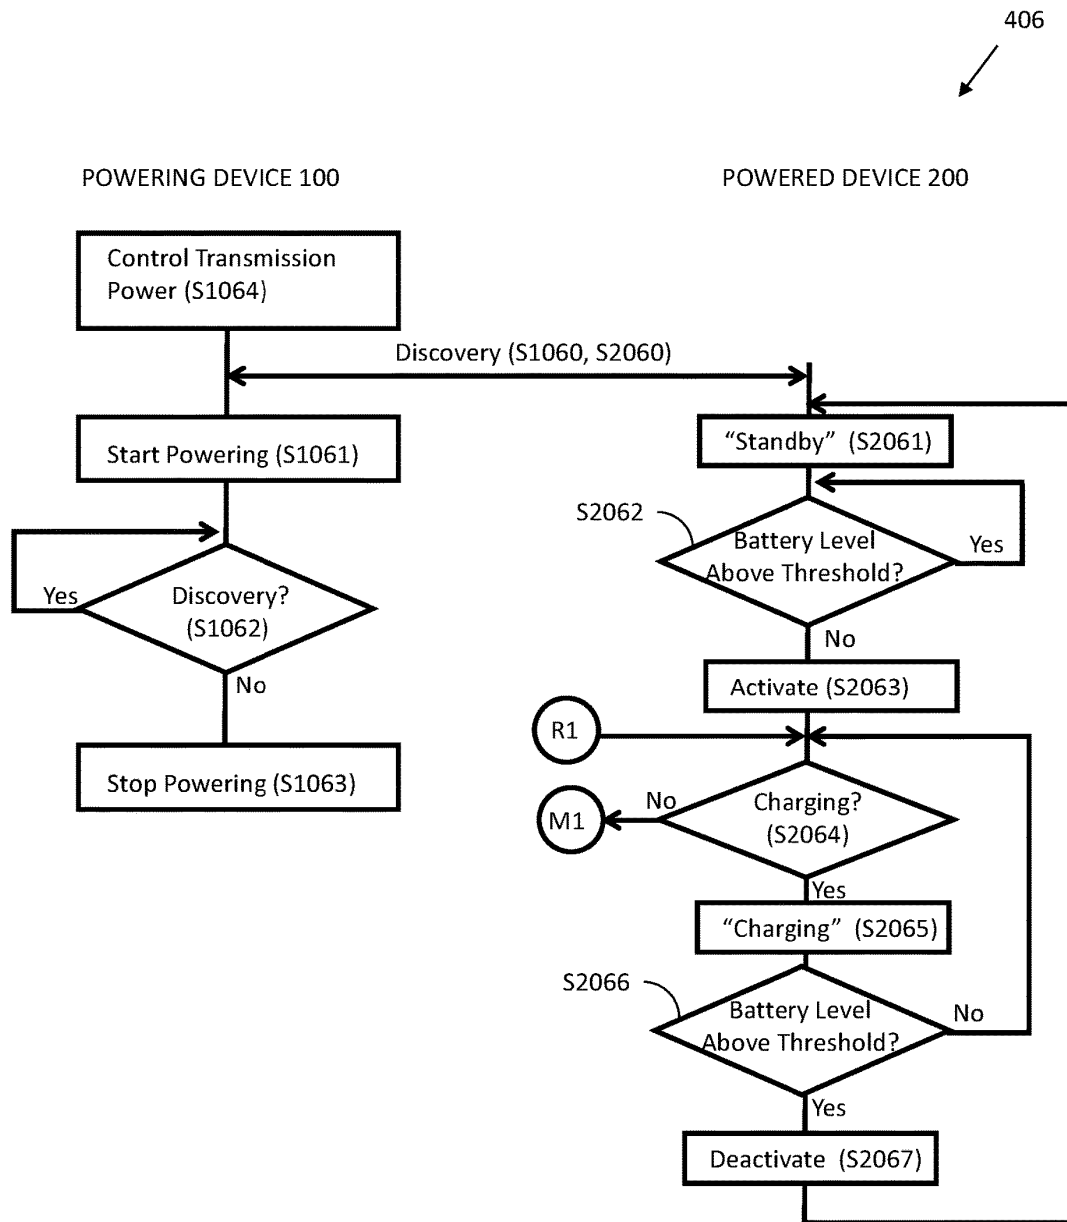 406
POWERING DEVICE 100
POWERED DEVICE 200
Control Transmission
Power (S1064)
Discovery (S1060, S2060)
Start Powering (S1061)
“Standby” (S2061)
S2062
Battery Level
Above Threshold?
Yes
Yes
Discovery?
(S1062)
No
No
Activate (S2063)
R1
Stop Powering (S1063)
M1
No
Charging?
(S2064)
Yes
“Charging” (S2065)
S2066
Battery Level
Above Threshold?
No
Yes
Deactivate (S2067)